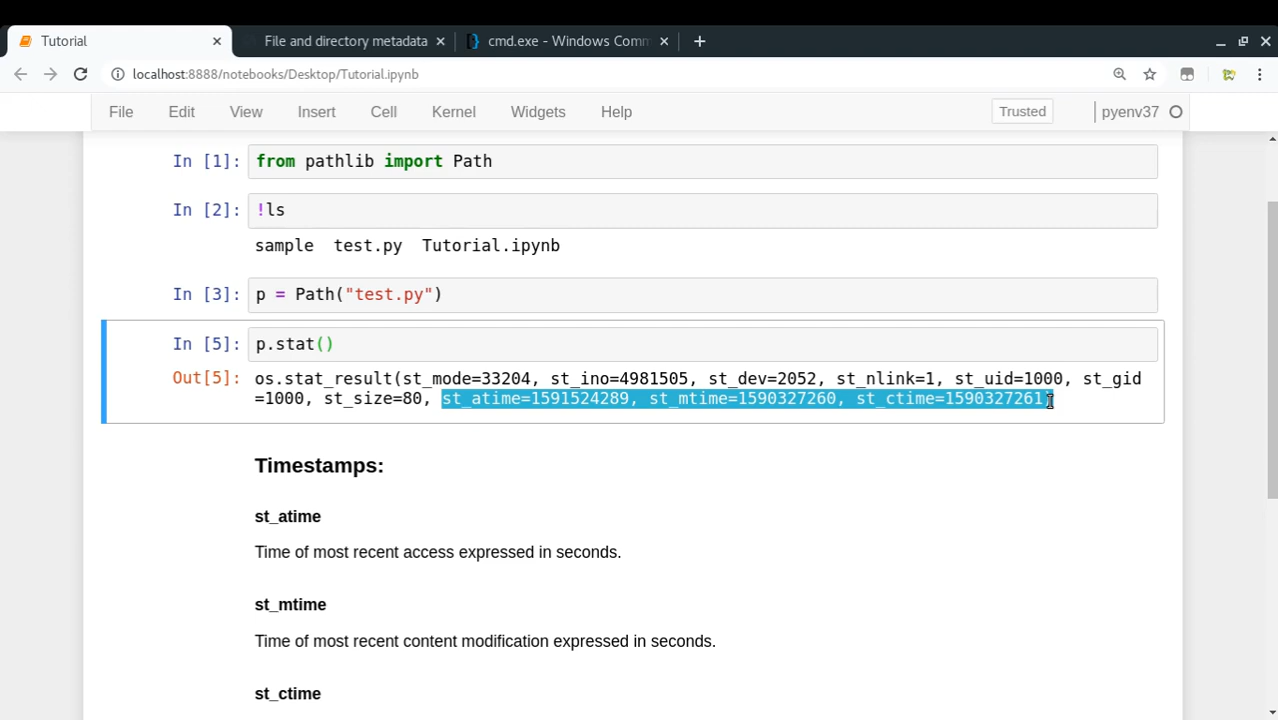 Tutorial
File and directory metadata
cmd.exe - Windows Comm
localhost:8888/notebooks/Desktop/Tutorial.ipynb
File Edit View Insert Cell Kernel Widgets Help Trusted pyenv37
In [1]: from pathlib import Path
In [2]: !ls
sample test.py Tutorial.ipynb
In [3]: p = Path("test.py")
In [5]: p.stat()
Out[5]: os.stat_result(st_mode=33204, st_ino=4981505, st_dev=2052, st_nlink=1, st_uid=1000, st_gid
=1000, st_size=80, st_atime=1591524289, st_mtime=1590327260, st_ctime=1590327261)
Timestamps:
st_atime
Time of most recent access expressed in seconds.
st_mtime
Time of most recent content modification expressed in seconds.
st_ctime